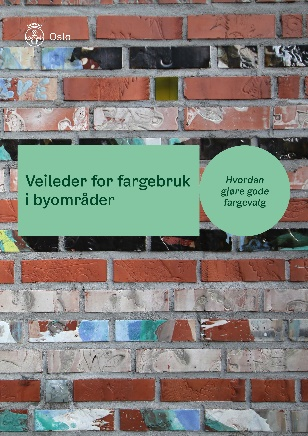 Oslo
Veileder for fargebruk
i byområder
Hvordan
gjøre gode
fargevalg